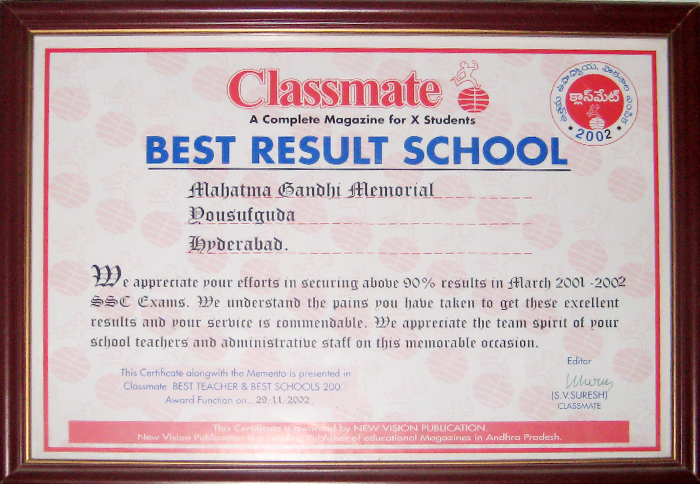 Classmate
A Complete Magazine for X Students
క్లాస్‌మేట్
• 2002 •
BEST RESULT SCHOOL
Mahatma Gandhi Memorial
Yousufguda
Hyderabad.
We appreciate your efforts in securing above 90% results in March 2001 -2002
SSC Exams. We understand the pains you have taken to get these excellent
results and your service is commendable. We appreciate the team spirit of your
school teachers and administrative staff on this memorable occasion.
This Certificate alongwith the Memento is presented in
Classmate BEST TEACHER & BEST SCHOOLS 200
Award Function on 29-11-2002
Editor
(S.V.SURESH)
CLASSMATE
This Certificate is awarded by NEW VISION PUBLICATION.
New Vision Publication is a Leading Publisher of educational Magazines in Andhra Pradesh.